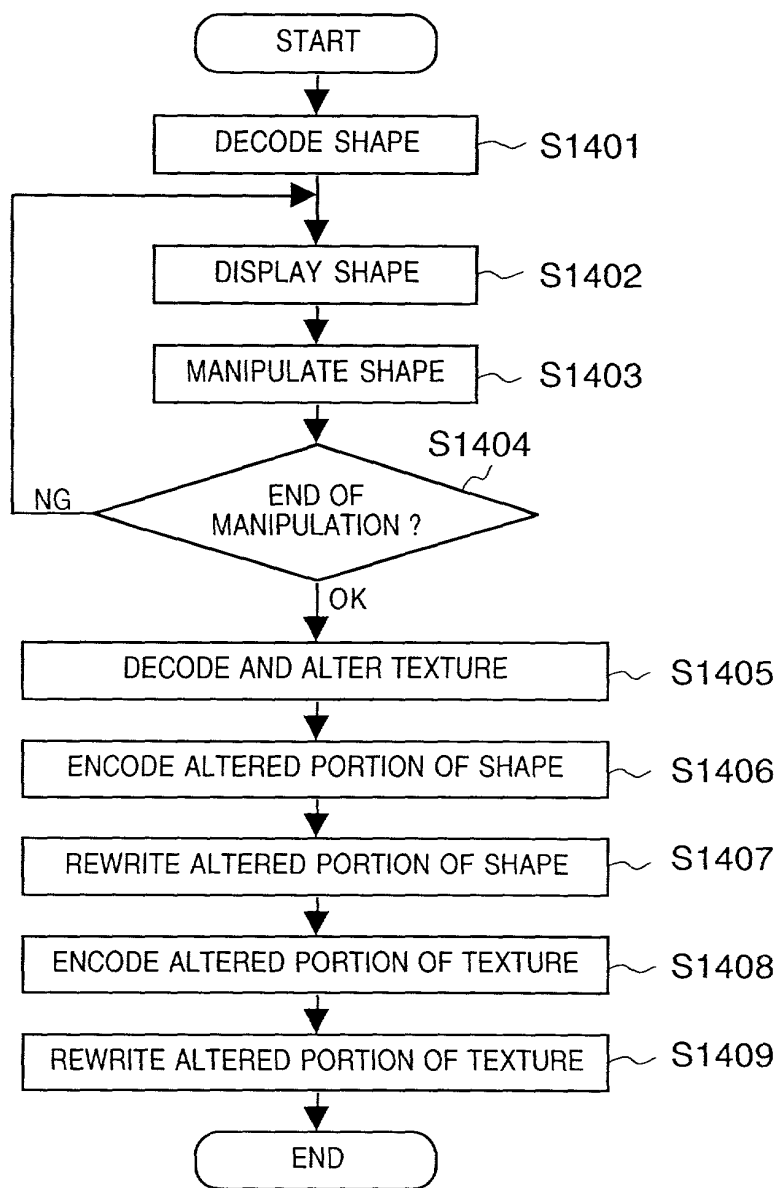 START
DECODE SHAPE S1401
DISPLAY SHAPE S1402
MANIPULATE SHAPE S1403
S1404
END OF
MANIPULATION ?
NG
OK
DECODE AND ALTER TEXTURE S1405
ENCODE ALTERED PORTION OF SHAPE S1406
REWRITE ALTERED PORTION OF SHAPE S1407
ENCODE ALTERED PORTION OF TEXTURE S1408
REWRITE ALTERED PORTION OF TEXTURE S1409
END